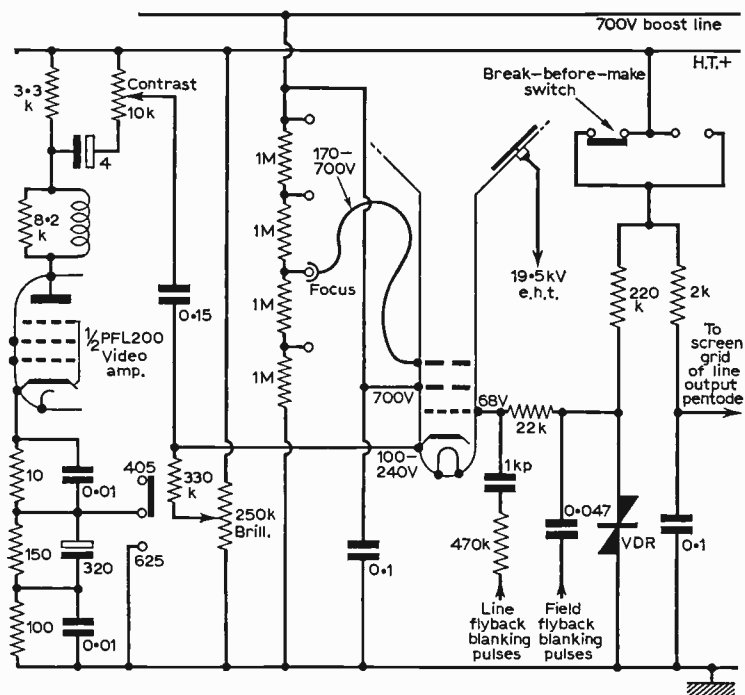 700V boost line
H.T.+
Break-before-make
switch
3·3
k
Contrast
10k
4
1M
170-
700V
8·2
k
1M
1M
Focus
19·5kV
e.h.t.
220
k
2k
0·15
½PFL200
Video
amp.
1M
To
screen
grid
of line
output
pentode
700V
68V
22k
100-
240V
1kp
10
0·01
405
330
k
250k
Brill.
0·047
VDR
0·1
150
320
625
0·1
470k
100
0·01
Line
flyback
blanking
pulses
Field
flyback
blanking
pulses